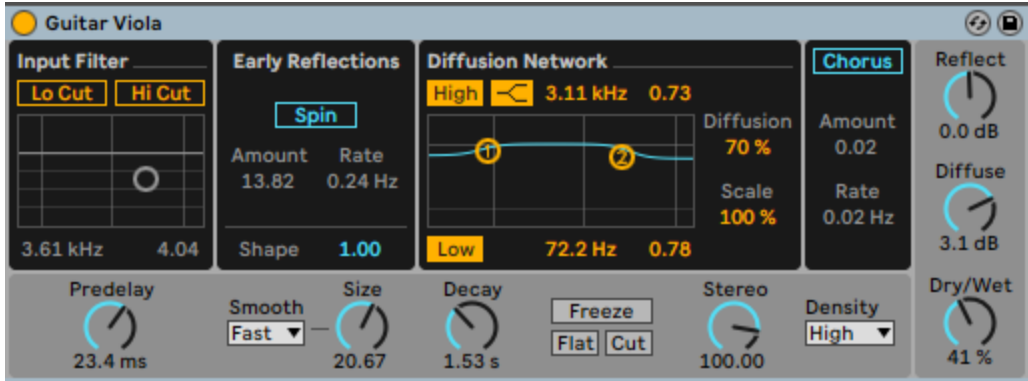 Guitar Viola
Input Filter
Lo Cut Hi Cut
3.61 kHz 4.04
Early Reflections
Spin
Amount Rate
13.82 0.24 Hz
Shape 1.00
Diffusion Network
High 3.11 kHz 0.73
1
2
Diffusion
70 %
Scale
100 %
Low 72.2 Hz 0.78
Chorus
Amount
0.02
Rate
0.02 Hz
Reflect
0.0 dB
Diffuse
3.1 dB
Dry/Wet
41 %
Predelay
23.4 ms
Smooth
Fast
Size
20.67
Decay
1.53 s
Freeze
Flat Cut
Stereo
100.00
Density
High